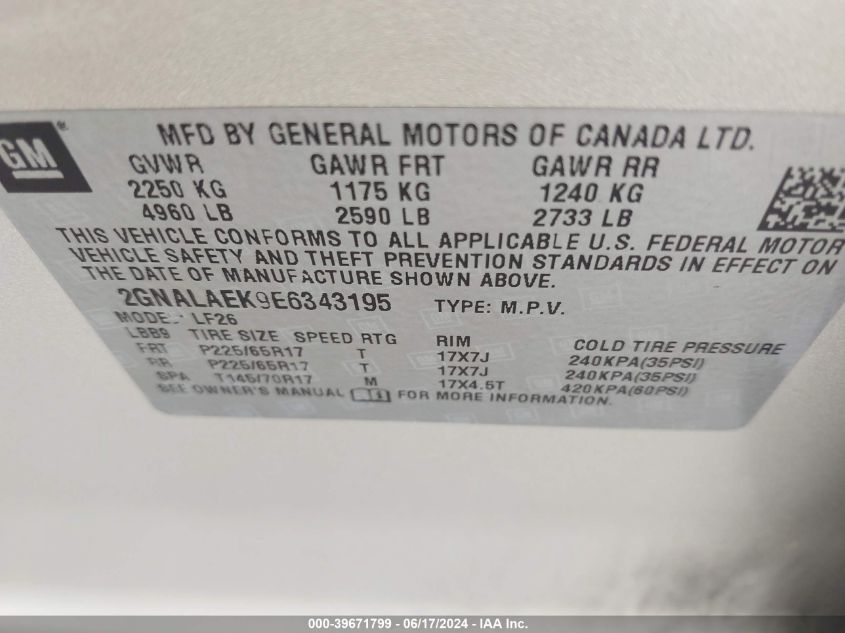 GM®
MFD BY GENERAL MOTORS OF CANADA LTD.
GVWR GAWR FRT GAWR RR
2250 KG 1175 KG 1240 KG
4960 LB 2590 LB 2733 LB
THIS VEHICLE CONFORMS TO ALL APPLICABLE U.S. FEDERAL MOTOR
VEHICLE SAFETY AND THEFT PREVENTION STANDARDS IN EFFECT ON
THE DATE OF MANUFACTURE SHOWN ABOVE.
2GNALAEK9E6343195 TYPE: M.P.V.
MODEL: LF26
LBB9 TIRE SIZE SPEED RTG RIM COLD TIRE PRESSURE
FRT P225/65R17 T 17X7J 240KPA(35PSI)
RR P225/65R17 T 17X7J 240KPA(35PSI)
SPA T145/70R17 M 17X4.5T 420KPA(60PSI)
SEE OWNER'S MANUAL FOR MORE INFORMATION.
000-39671799 - 06/17/2024 - IAA Inc.